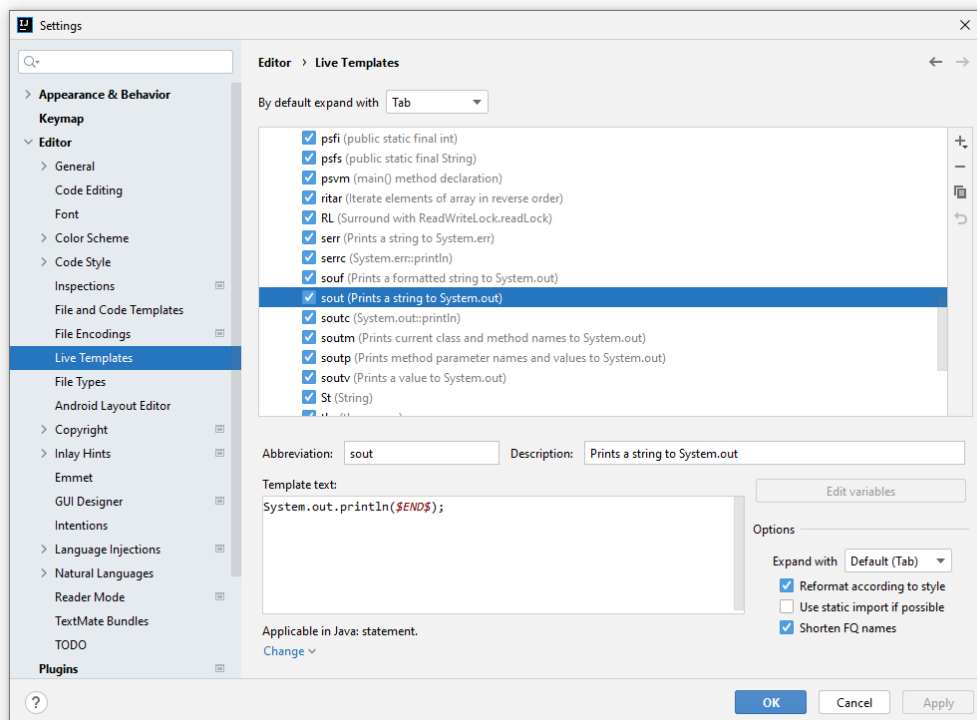 Settings
Editor › Live Templates
Appearance & Behavior
Keymap
Editor
General
Code Editing
Font
Color Scheme
Code Style
Inspections
File and Code Templates
File Encodings
Live Templates
File Types
Android Layout Editor
Copyright
Inlay Hints
Emmet
GUI Designer
Intentions
Language Injections
Natural Languages
Reader Mode
TextMate Bundles
TODO
Plugins
By default expand with Tab
psfi (public static final int)
psfs (public static final String)
psvm (main() method declaration)
ritar (Iterate elements of array in reverse order)
RL (Surround with ReadWriteLock.readLock)
serr (Prints a string to System.err)
serrc (System.err::println)
souf (Prints a formatted string to System.out)
sout (Prints a string to System.out)
soutc (System.out::println)
soutm (Prints current class and method names to System.out)
soutp (Prints method parameter names and values to System.out)
soutv (Prints a value to System.out)
St (String)
Abbreviation: sout Description: Prints a string to System.out
Template text:
System.out.println($END$);
Edit variables
Options
Expand with Default (Tab)
Reformat according to style
Use static import if possible
Shorten FQ names
Applicable in Java: statement.
Change
? OK Cancel Apply